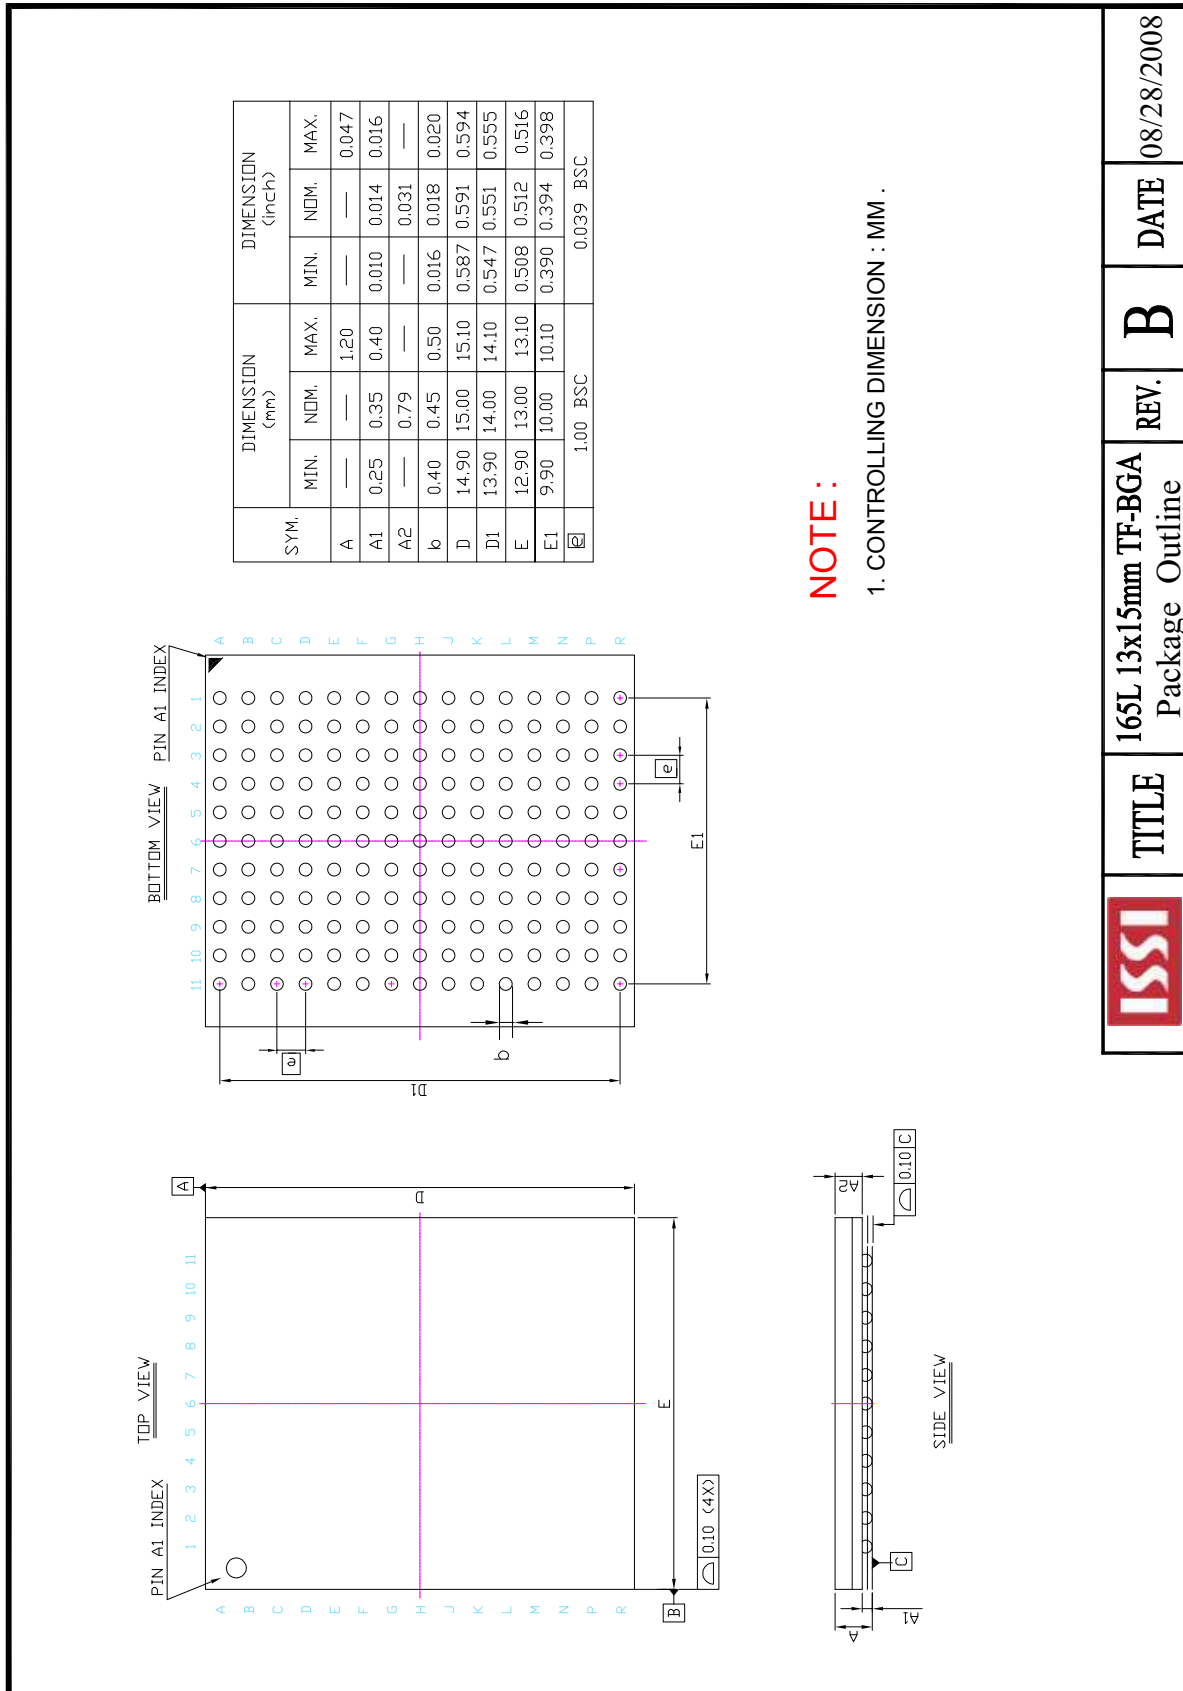 TOP VIEW
PIN A1 INDEX
1 2 3 4 5 6 7 8 9 10 11
A
B
C
D
E
F
G
H
J
K
L
M
N
P
R
A
D
E
B
0.10 (4X)
BOTTOM VIEW
PIN A1 INDEX
11 10 9 8 7 6 5 4 3 2 1
A
B
C
D
E
F
G
H
J
K
L
M
N
P
R
e
D1
b
e
E1
SYM. DIMENSION (mm) DIMENSION (inch)
MIN. NOM. MAX. MIN. NOM. MAX.
A — — 1.20 — — 0.047
A1 0.25 0.35 0.40 0.010 0.014 0.016
A2 — 0.79 — — 0.031 —
b 0.40 0.45 0.50 0.016 0.018 0.020
D 14.90 15.00 15.10 0.587 0.591 0.594
D1 13.90 14.00 14.10 0.547 0.551 0.555
E 12.90 13.00 13.10 0.508 0.512 0.516
E1 9.90 10.00 10.10 0.390 0.394 0.398
e 1.00 BSC 0.039 BSC
A
A1
C
A2
0.10 C
SIDE VIEW
NOTE :
1. CONTROLLING DIMENSION : MM .
ISSI
TITLE
165L 13x15mm TF-BGA
Package Outline
REV.
B
DATE
08/28/2008